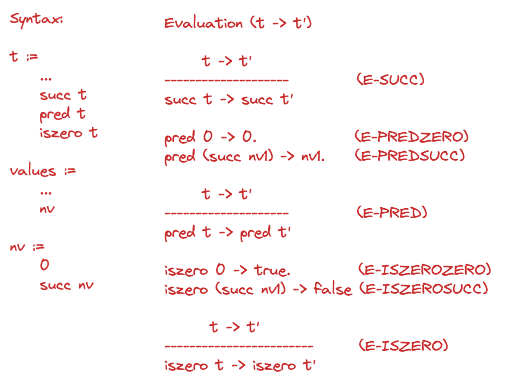 Syntax:
t :=
...
succ t
pred t
iszero t
values :=
...
nv
nv :=
0
succ nv
Evaluation (t -> t')
t -> t'
-------------------- (E-SUCC)
succ t -> succ t'
pred 0 -> 0. (E-PREDZERO)
pred (succ nv1) -> nv1. (E-PREDSUCC)
t -> t'
-------------------- (E-PRED)
pred t -> pred t'
iszero 0 -> true. (E-ISZEROZERO)
iszero (succ nv1) -> false (E-ISZEROSUCC)
t -> t'
------------------------ (E-ISZERO)
iszero t -> iszero t'